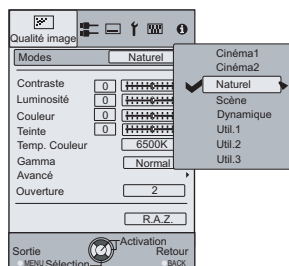 Qualité image
Modes
Naturel
Contraste
0
Luminosité
0
Couleur
0
Teinte
0
Temp. Couleur
6500K
Gamma
Normal
Avancé
Ouverture
2
R.A.Z.
Cinéma1
Cinéma2
Naturel
Scène
Dynamique
Util.1
Util.2
Util.3
Activation
Sortie
Retour
MENU Sélection
BACK